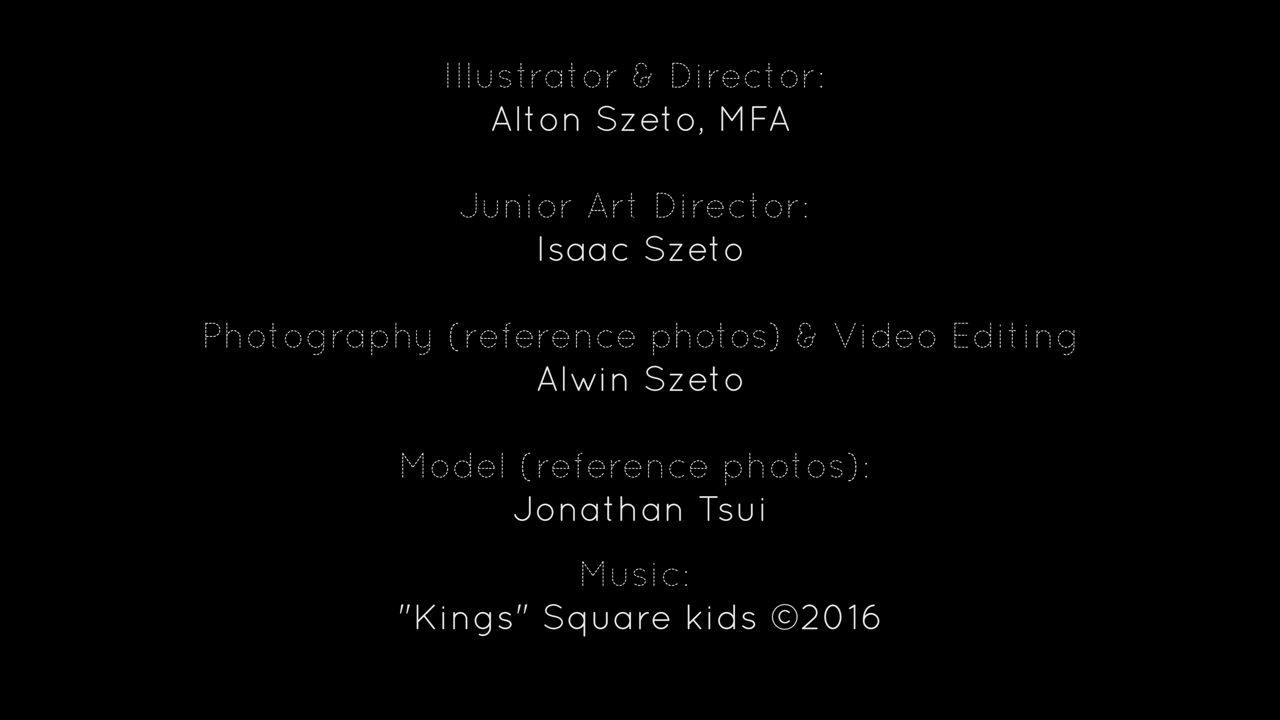 Illustrator & Director:
Alton Szeto, MFA
Junior Art Director:
Isaac Szeto
Photography (reference photos) & Video Editing
Alwin Szeto
Model (reference photos):
Jonathan Tsui
Music:
"Kings" Square kids ©2016